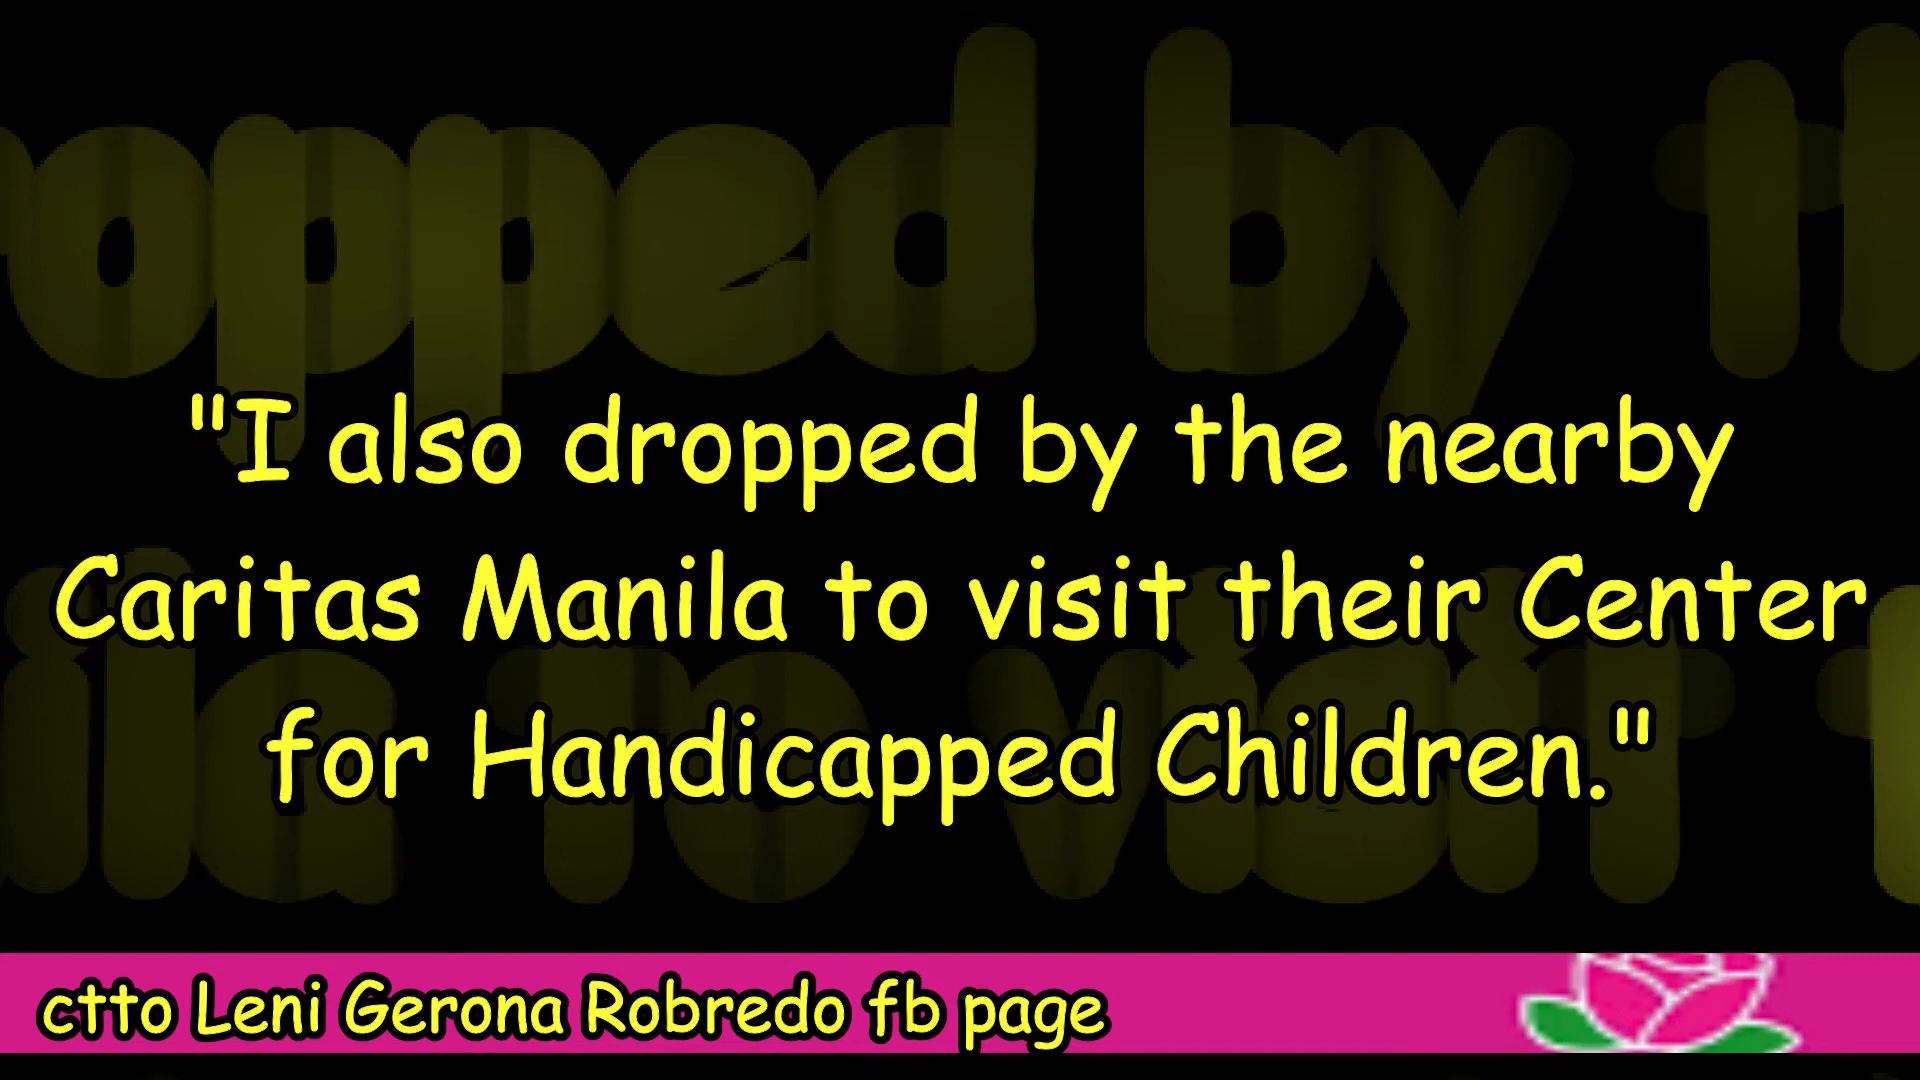 "I also dropped by the nearby
Caritas Manila to visit their Center
for Handicapped Children."
ctto Leni Gerona Robredo fb page